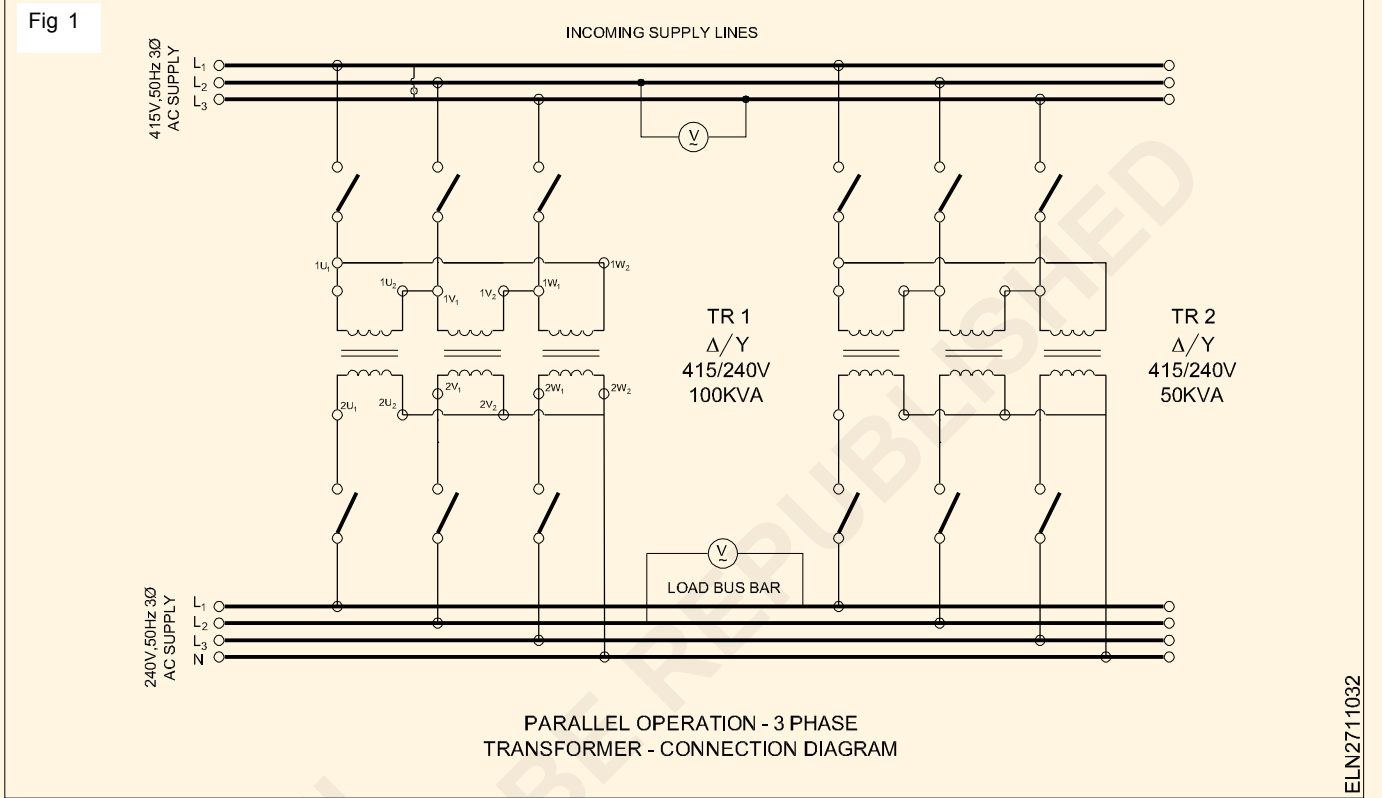 Fig 1
INCOMING SUPPLY LINES
415V,50Hz 3Ø
AC SUPPLY
L₁
L₂
L₃
V
~
1U₁
1W₂
1U₂
1V₁
1V₂
1W₁
TR 1
Δ/Y
415/240V
100KVA
TR 2
Δ/Y
415/240V
50KVA
2U₁
2U₂
2V₁
2V₂
2W₁
2W₂
V
~
LOAD BUS BAR
240V,50Hz 3Ø
AC SUPPLY
L₁
L₂
L₃
N
PARALLEL OPERATION - 3 PHASE
TRANSFORMER - CONNECTION DIAGRAM
ELN2711032
BE REPUBLISHED